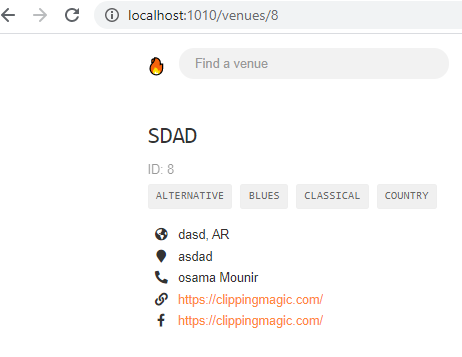 localhost:1010/venues/8
Find a venue
SDAD
ID: 8
ALTERNATIVE BLUES CLASSICAL COUNTRY
dasd, AR
asdad
osama Mounir
https://clippingmagic.com/
https://clippingmagic.com/